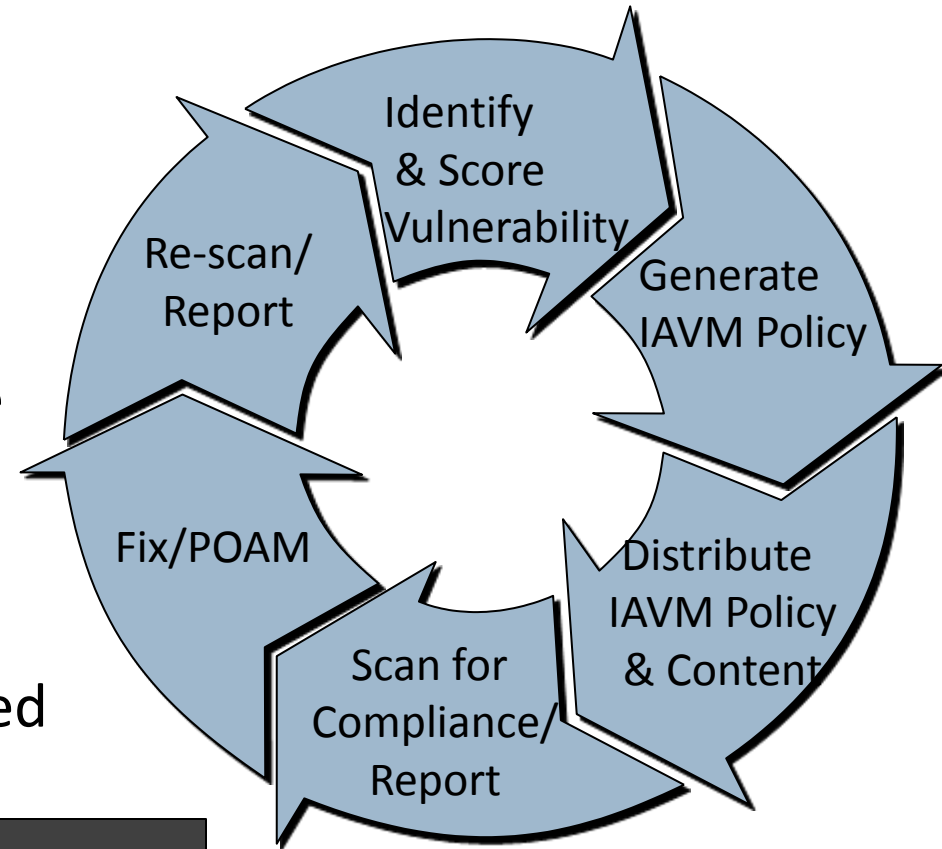 Identify
& Score
Vulnerability
Generate
IAVM Policy
Distribute
IAVM Policy
& Content
Scan for
Compliance/
Report
Fix/POAM
Re-scan/
Report